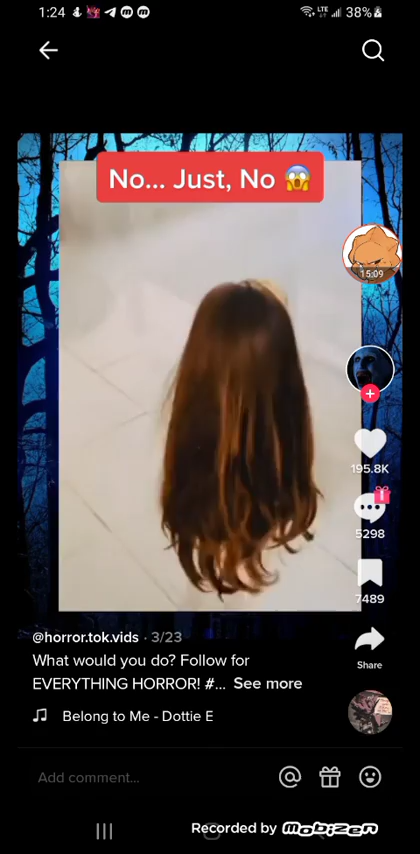 1:24
LTE
38%
No... Just, No 😱
15:09
195.8K
5298
7489
@horror.tok.vids · 3/23
What would you do? Follow for
EVERYTHING HORROR! #... See more
Share
Belong to Me - Dottie E
Add comment...
Recorded by Mobizen